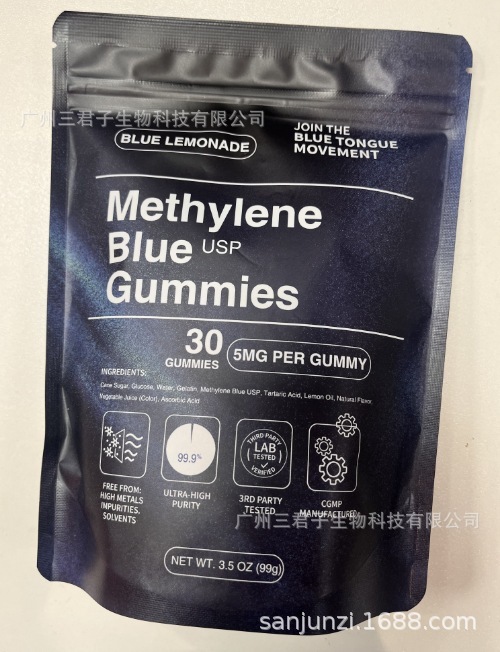 广州三君子生物科技有限公司
BLUE LEMONADE
JOIN THE
BLUE TONGUE
MOVEMENT
Methylene
Blue USP
Gummies
30
GUMMIES
5MG PER GUMMY
INGREDIENTS:
Cane Sugar, Glucose, Water, Gelatin, Methylene Blue USP, Tartaric Acid, Lemon Oil, Natural Flavor,
Vegetable Juice (Color), Ascorbic Acid
99.9%
THIRD PARTY
LAB
TESTED
VERIFIED
FREE FROM:
HIGH METALS
IMPURITIES.
SOLVENTS
ULTRA-HIGH
PURITY
3RD PARTY
TESTED
CGMP
MANUFACTURED
广州三君子生物科技有限公司
NET WT. 3.5 OZ (99g)
sanjunzi.1688.com